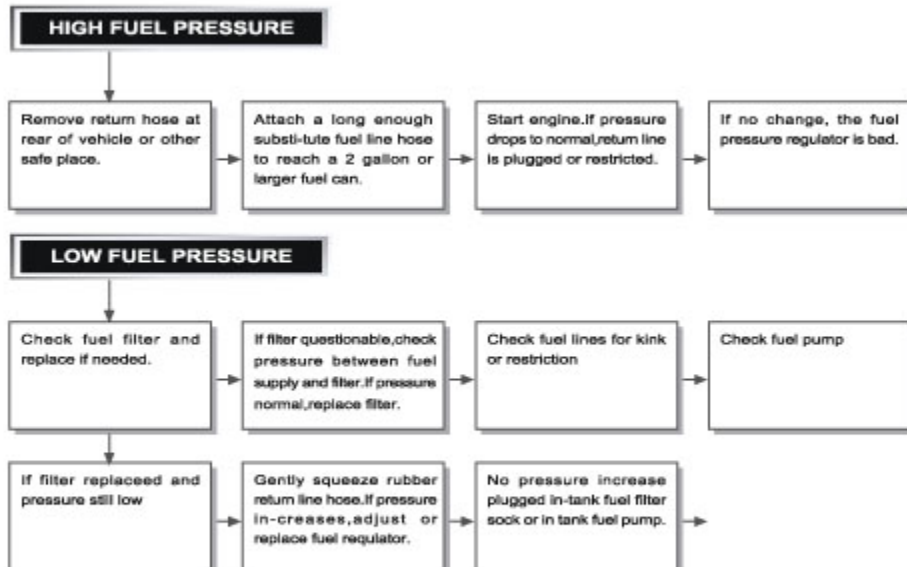 HIGH FUEL PRESSURE
Remove return hose at
rear of vehicle or other
safe place.
Attach a long enough
substi-tute fuel line hose
to reach a 2 gallon or
larger fuel can.
Start engine.If pressure
drops to normal,return line
is plugged or restricted.
If no change, the fuel
pressure regulator is bad.
LOW FUEL PRESSURE
Check fuel filter and
replace if needed.
If filter questionable,check
pressure between fuel
supply and filter.If pressure
normal,replace filter.
Check fuel lines for kink
or restriction
Check fuel pump
If filter replaceed and
pressure still low
Gently squeeze rubber
return line hose.If pressure
in-creases,adjust or
replace fuel requlator.
No pressure increase
plugged in-tank fuel filter
sock or in tank fuel pump.